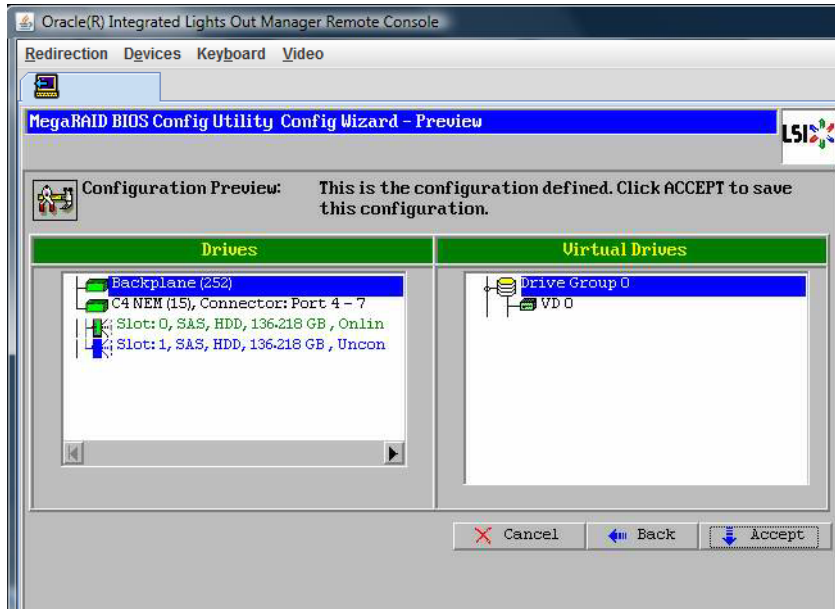 Oracle(R) Integrated Lights Out Manager Remote Console
Redirection Devices Keyboard Video
MegaRAID BIOS Config Utility Config Wizard - Preview
LSI
Configuration Preview: This is the configuration defined. Click ACCEPT to save
this configuration.
Drives
Backplane (252)
C4 NEM (15), Connector: Port 4 - 7
Slot: 0, SAS, HDD, 136.218 GB , Onlin
Slot: 1, SAS, HDD, 136.218 GB , Uncon
Virtual Drives
Drive Group 0
VD 0
Cancel Back Accept